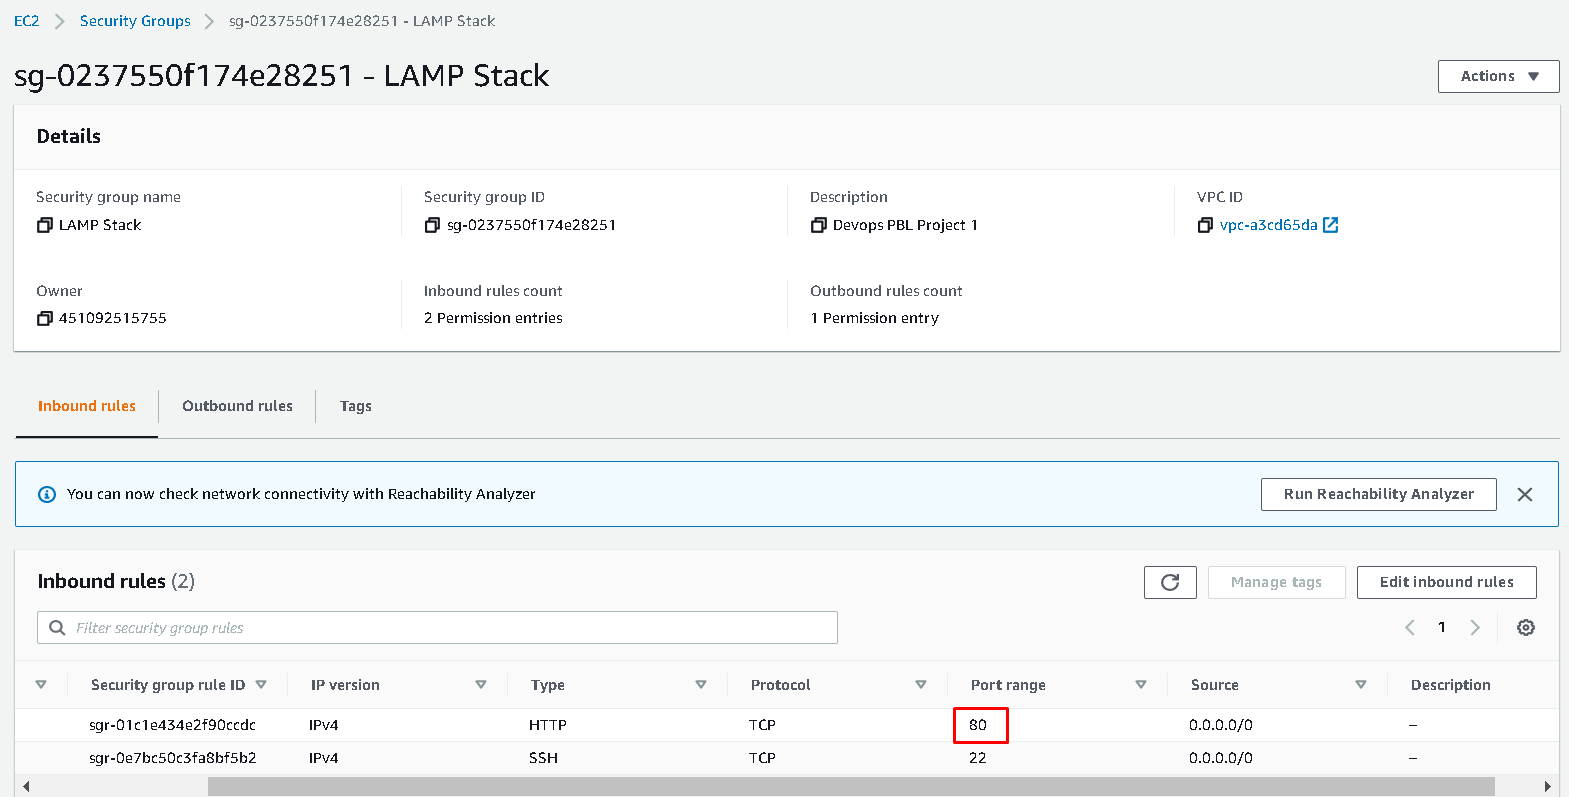 EC2 > Security Groups > sg-0237550f174e28251 - LAMP Stack
sg-0237550f174e28251 - LAMP Stack
Actions
Details
Security group name
LAMP Stack
Security group ID
sg-0237550f174e28251
Description
Devops PBL Project 1
VPC ID
vpc-a3cd65da
Owner
451092515755
Inbound rules count
2 Permission entries
Outbound rules count
1 Permission entry
Inbound rules Outbound rules Tags
You can now check network connectivity with Reachability Analyzer Run Reachability Analyzer
Inbound rules (2) Manage tags Edit inbound rules
Filter security group rules 1
Security group rule ID IP version Type Protocol Port range Source Description
sgr-01c1e434e2f90ccdc IPv4 HTTP TCP 80 0.0.0.0/0 –
sgr-0e7bc50c3fa8bf5b2 IPv4 SSH TCP 22 0.0.0.0/0 –